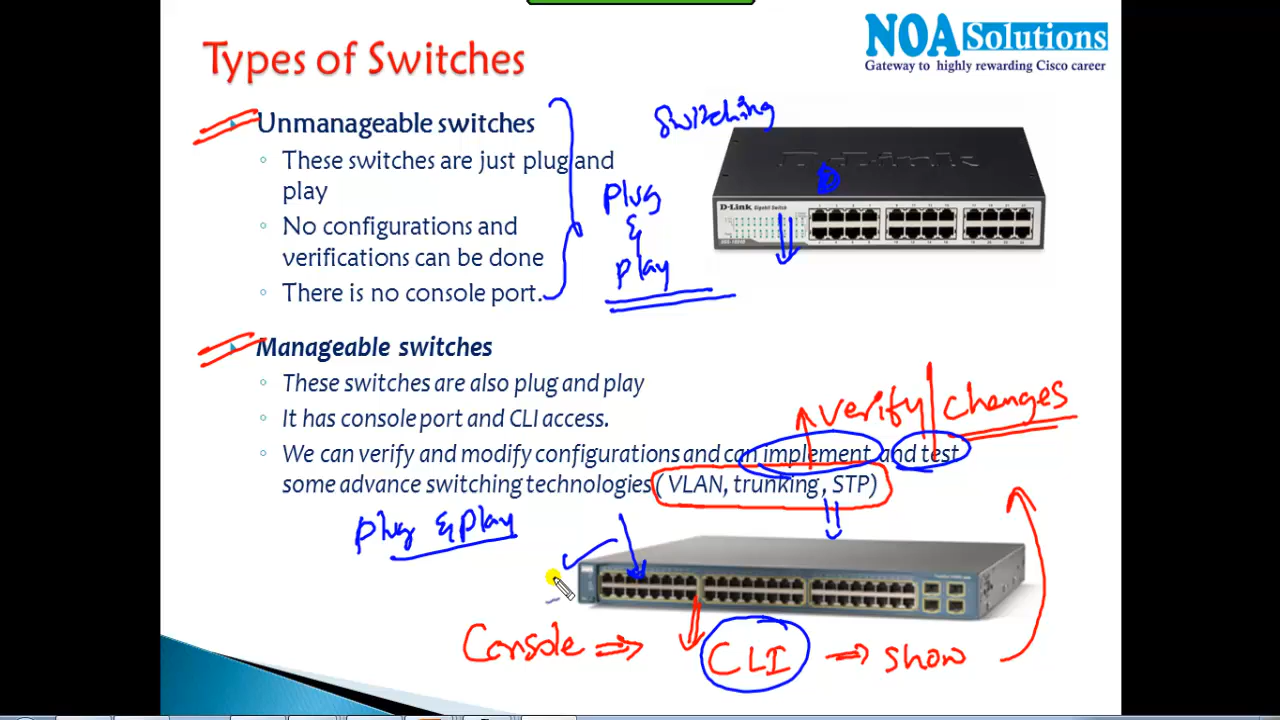 Types of Switches
NOA Solutions
Gateway to highly rewarding Cisco career
Unmanageable switches
These switches are just plug and
play
No configurations and
verifications can be done
There is no console port.
Switching
Plug
&
Play
D-Link
D-Link Gigabit Switch
Manageable switches
These switches are also plug and play
It has console port and CLI access.
We can verify and modify configurations and can implement and test
some advance switching technologies ( VLAN, trunking , STP)
verify changes
Plug & Play
Console ⇒ CLI ⇒ show